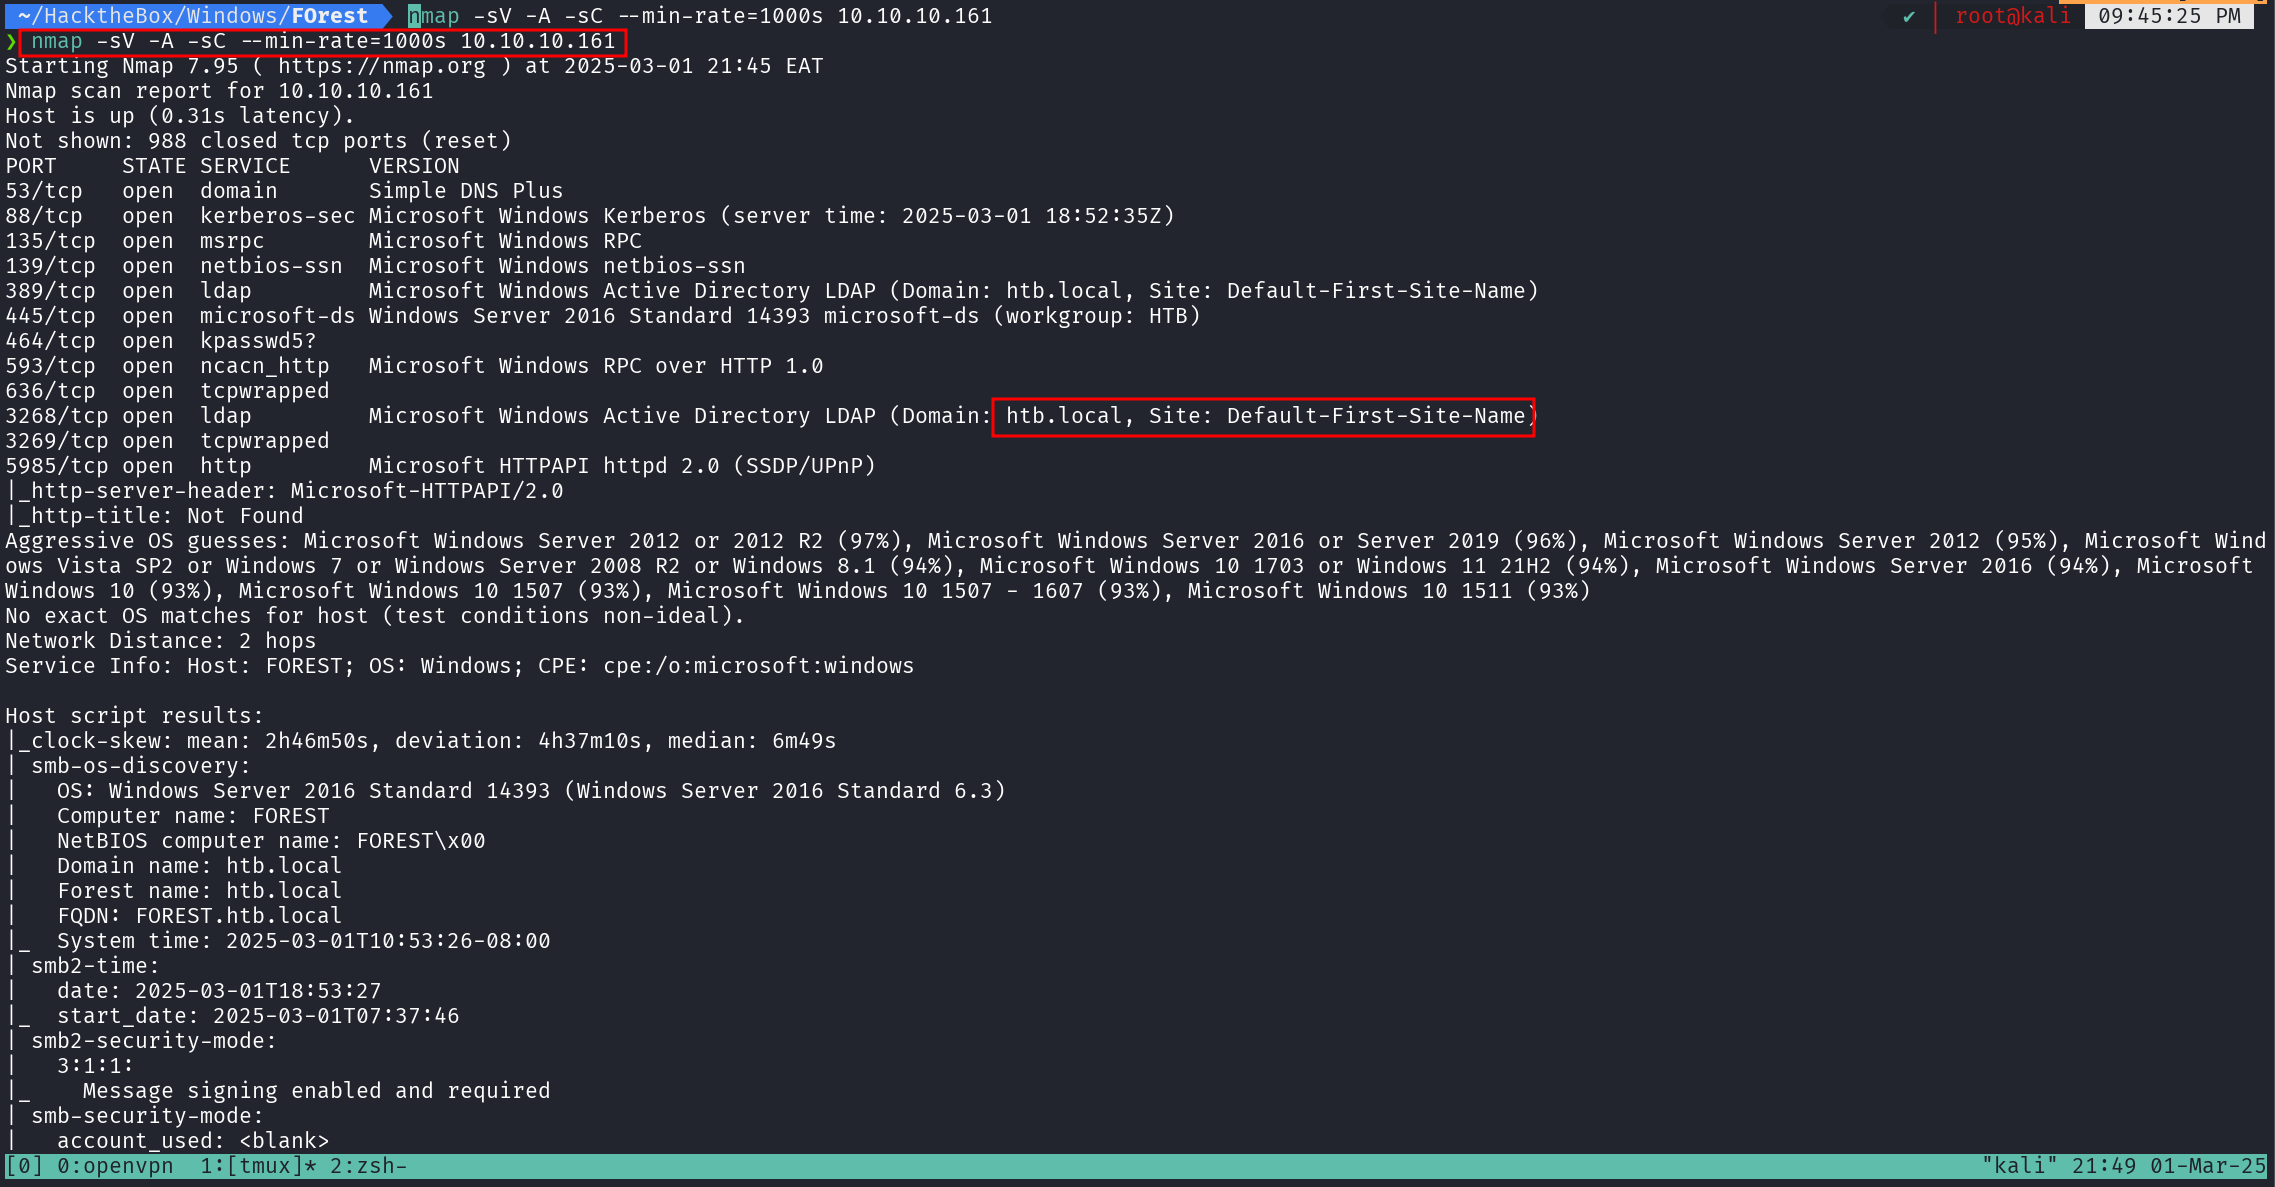 ~/HacktheBox/Windows/FOrest nmap -sV -A -sC --min-rate=1000s 10.10.10.161 ✔ root@kali 09:45:25 PM
❯ nmap -sV -A -sC --min-rate=1000s 10.10.10.161
Starting Nmap 7.95 ( https://nmap.org ) at 2025-03-01 21:45 EAT
Nmap scan report for 10.10.10.161
Host is up (0.31s latency).
Not shown: 988 closed tcp ports (reset)
PORT     STATE SERVICE      VERSION
53/tcp   open  domain       Simple DNS Plus
88/tcp   open  kerberos-sec Microsoft Windows Kerberos (server time: 2025-03-01 18:52:35Z)
135/tcp  open  msrpc        Microsoft Windows RPC
139/tcp  open  netbios-ssn  Microsoft Windows netbios-ssn
389/tcp  open  ldap         Microsoft Windows Active Directory LDAP (Domain: htb.local, Site: Default-First-Site-Name)
445/tcp  open  microsoft-ds Windows Server 2016 Standard 14393 microsoft-ds (workgroup: HTB)
464/tcp  open  kpasswd5?
593/tcp  open  ncacn_http   Microsoft Windows RPC over HTTP 1.0
636/tcp  open  tcpwrapped
3268/tcp open  ldap         Microsoft Windows Active Directory LDAP (Domain: htb.local, Site: Default-First-Site-Name)
3269/tcp open  tcpwrapped
5985/tcp open  http         Microsoft HTTPAPI httpd 2.0 (SSDP/UPnP)
|_http-server-header: Microsoft-HTTPAPI/2.0
|_http-title: Not Found
Aggressive OS guesses: Microsoft Windows Server 2012 or 2012 R2 (97%), Microsoft Windows Server 2016 or Server 2019 (96%), Microsoft Windows Server 2012 (95%), Microsoft Wind
ows Vista SP2 or Windows 7 or Windows Server 2008 R2 or Windows 8.1 (94%), Microsoft Windows 10 1703 or Windows 11 21H2 (94%), Microsoft Windows Server 2016 (94%), Microsoft
Windows 10 (93%), Microsoft Windows 10 1507 (93%), Microsoft Windows 10 1507 - 1607 (93%), Microsoft Windows 10 1511 (93%)
No exact OS matches for host (test conditions non-ideal).
Network Distance: 2 hops
Service Info: Host: FOREST; OS: Windows; CPE: cpe:/o:microsoft:windows
Host script results:
|_clock-skew: mean: 2h46m50s, deviation: 4h37m10s, median: 6m49s
| smb-os-discovery:
|   OS: Windows Server 2016 Standard 14393 (Windows Server 2016 Standard 6.3)
|   Computer name: FOREST
|   NetBIOS computer name: FOREST\x00
|   Domain name: htb.local
|   Forest name: htb.local
|   FQDN: FOREST.htb.local
|_  System time: 2025-03-01T10:53:26-08:00
| smb2-time:
|   date: 2025-03-01T18:53:27
|_  start_date: 2025-03-01T07:37:46
| smb2-security-mode:
|   3:1:1:
|_    Message signing enabled and required
| smb-security-mode:
|   account_used: <blank>
[0] 0:openvpn  1:[tmux]* 2:zsh- "kali" 21:49 01-Mar-25